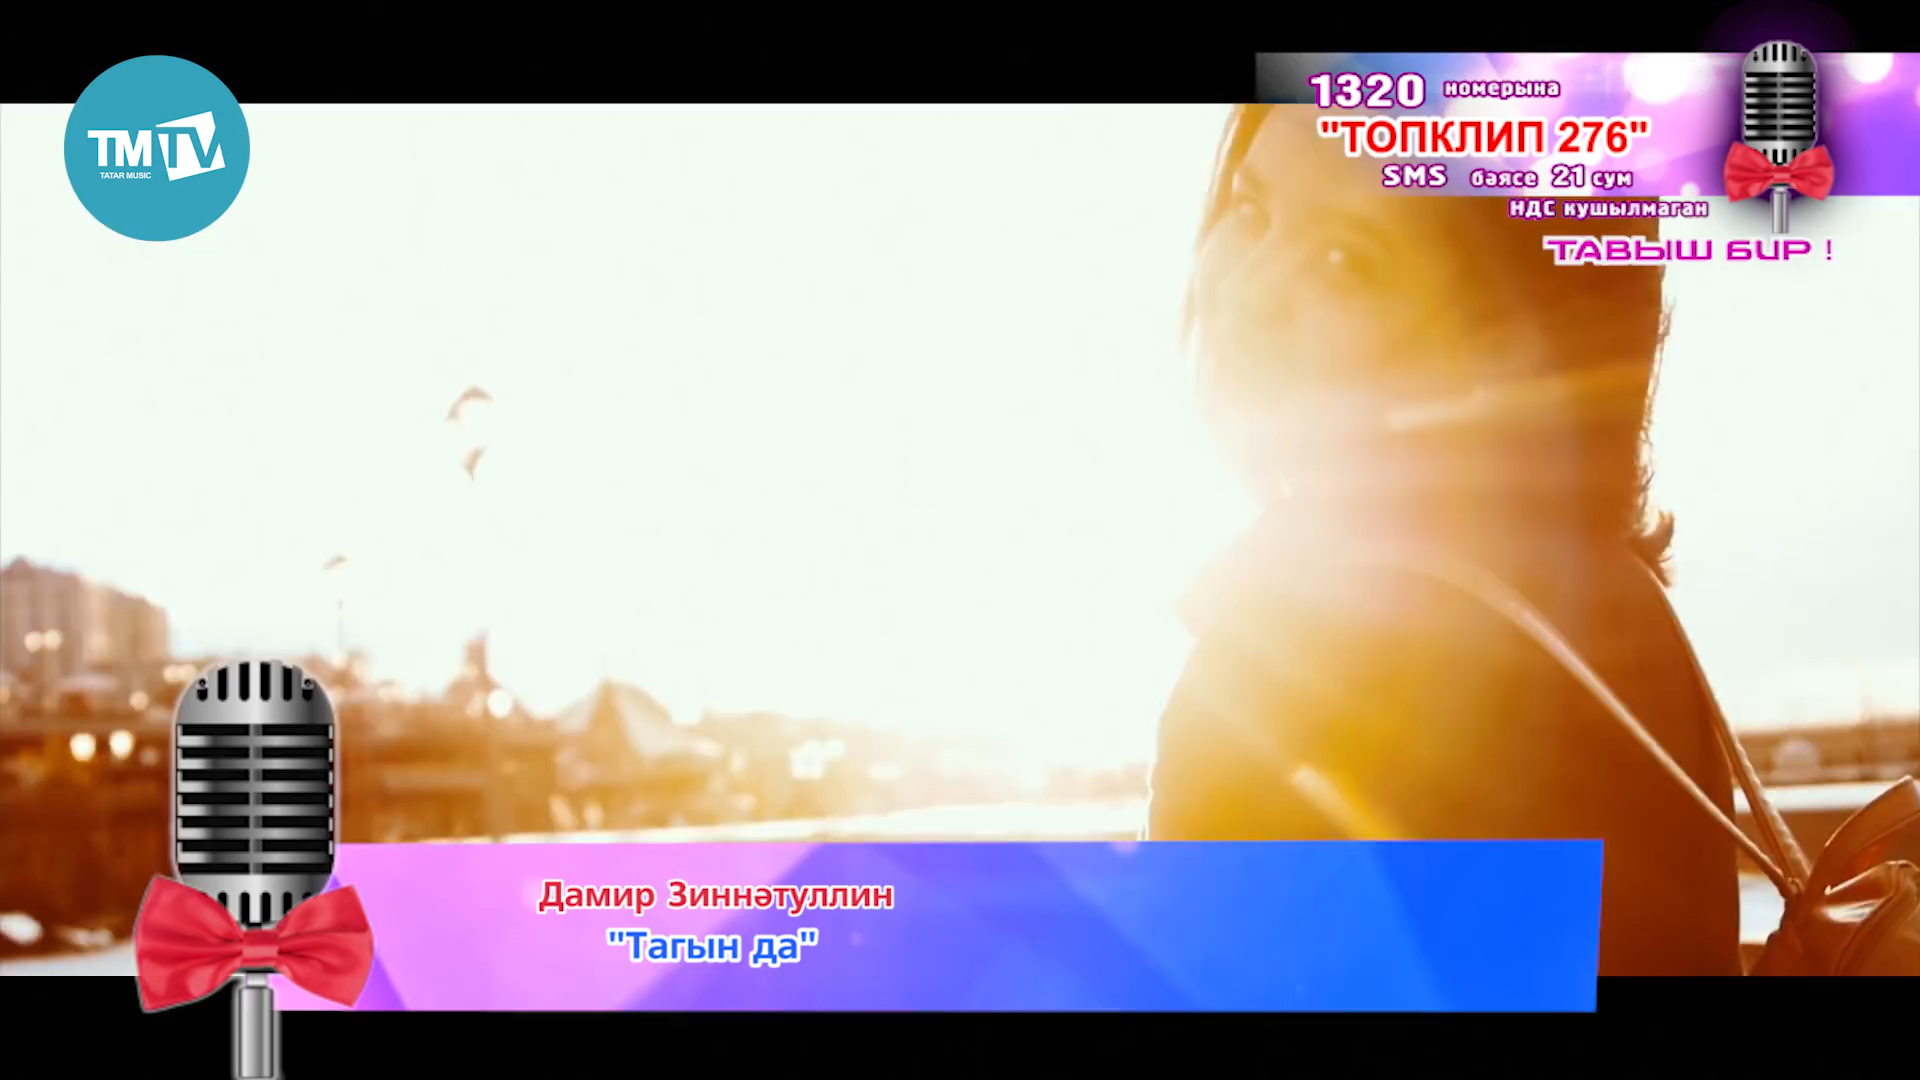 TMTV
TATAR MUSIC
1320 номерына
"ТОПКЛИП 276"
SMS бәясе 21 сум
НДС кушылмаган
ТАВЫШ БИР !
Дамир Зиннәтуллин
"Тагын да"